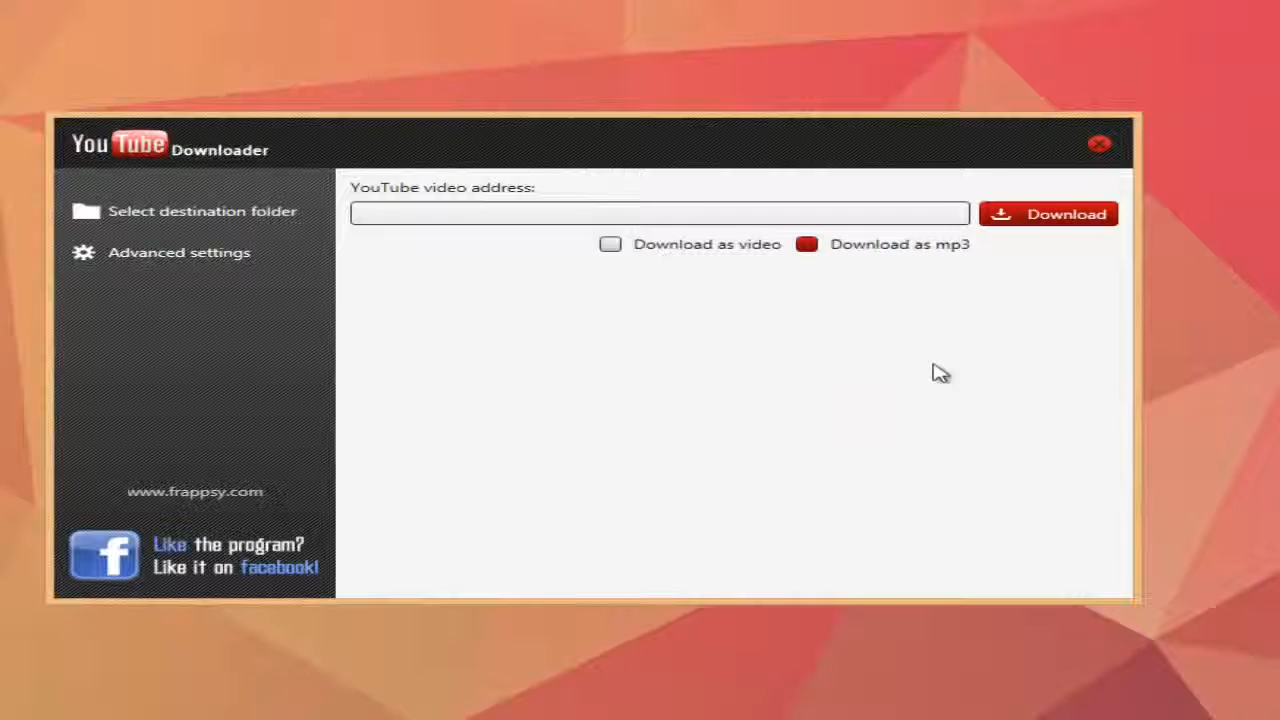 YouTube Downloader
YouTube video address:
Select destination folder
Download
Download as video
Download as mp3
Advanced settings
www.frappsy.com
Like the program?
Like it on facebook!